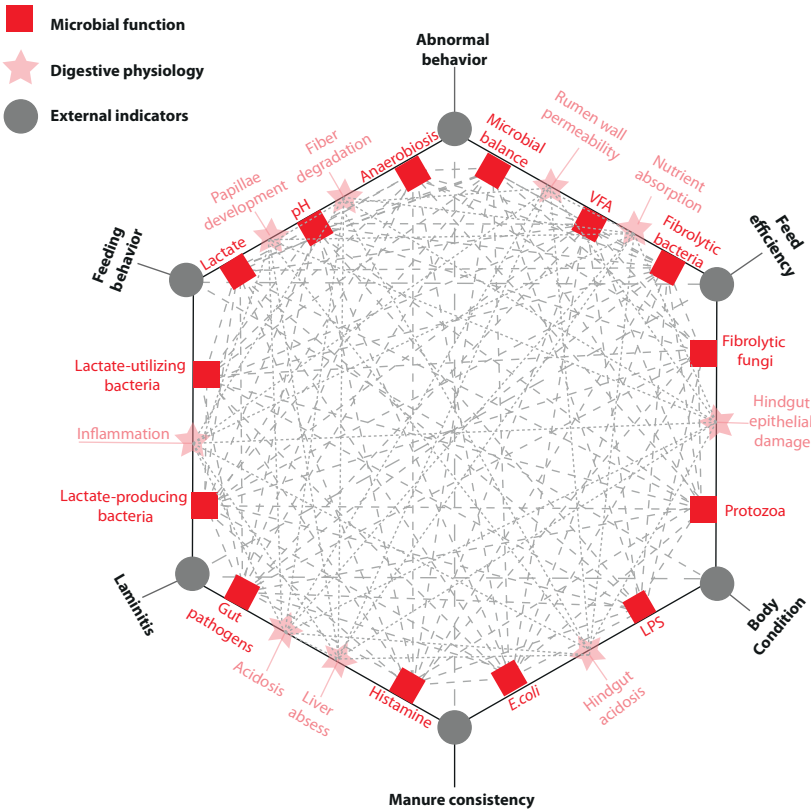 Microbial function
Digestive physiology
External indicators
Abnormal
behavior
Rumen wall
permeability
Microbial
balance
Nutrient
absorption
VFA
Fibrolytic
bacteria
Feed
efficiency
Fibrolytic
fungi
Hindgut
epithelial
damage
Protozoa
Body
Condition
LPS
Hindgut
acidosis
E.coli
Manure consistency
Histamine
Liver
absess
Acidosis
Gut
pathogens
Laminitis
Lactate-producing
bacteria
Inflammation
Lactate-utilizing
bacteria
Feeding
behavior
Lactate
Papillae
development
pH
Fiber
degradation
Anaerobiosis